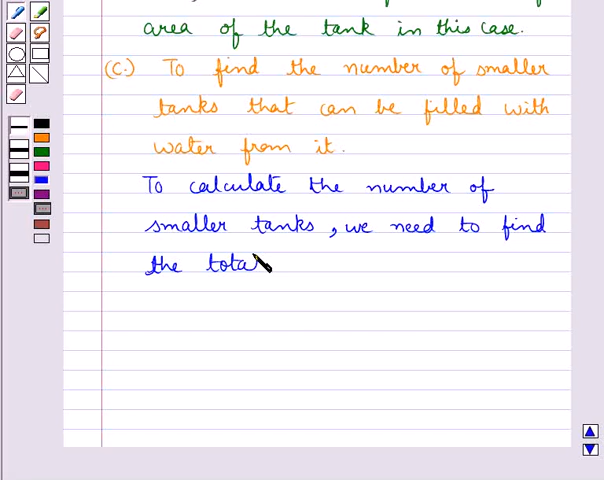 area of the tank in this case.
(C.) To find the number of smaller
tanks that can be filled with
water from it.
To calculate the number of
smaller tanks, we need to find
the tota